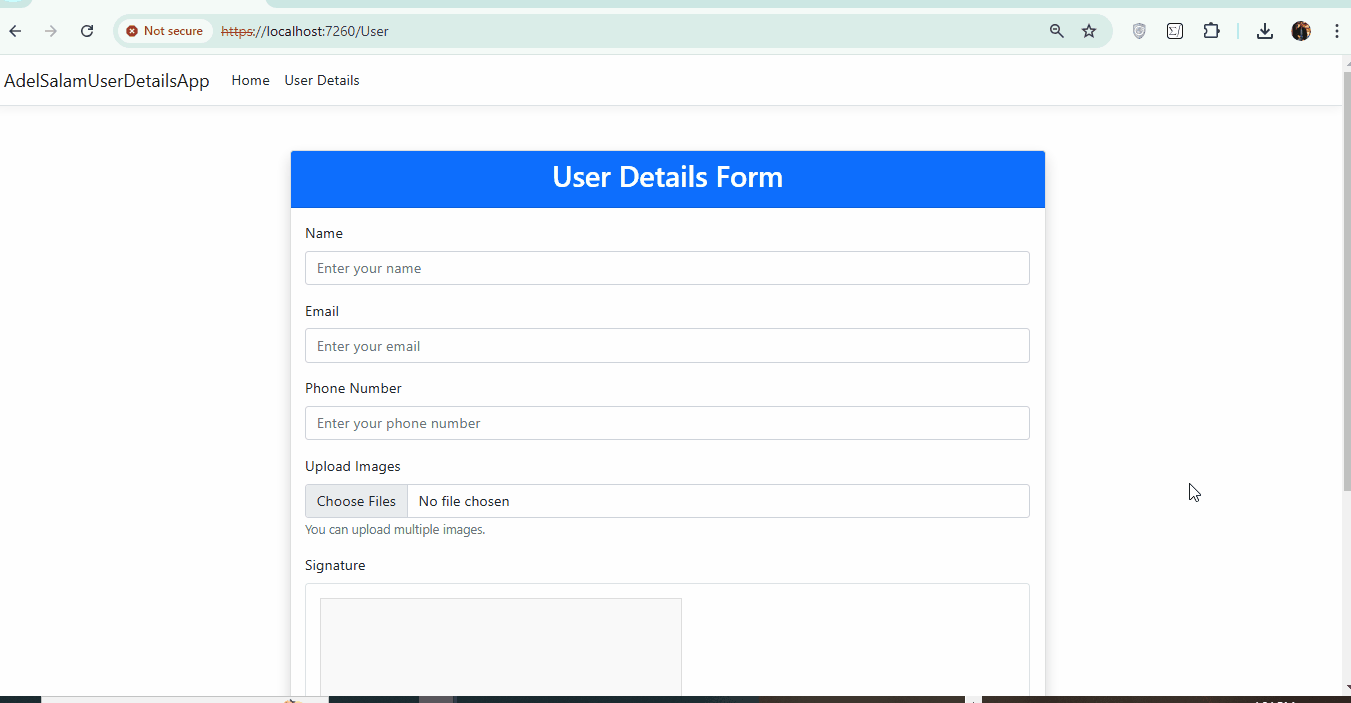 Not secure https://localhost:7260/User
AdelSalamUserDetailsApp Home User Details
User Details Form
Name
Enter your name
Email
Enter your email
Phone Number
Enter your phone number
Upload Images
Choose Files No file chosen
You can upload multiple images.
Signature